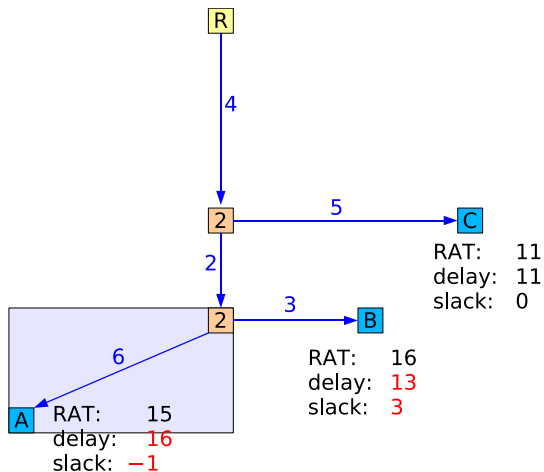 R
4
2
5
C
2
RAT: 11
delay: 11
slack: 0
2
3
B
6
RAT: 16
delay: 13
slack: 3
A
RAT: 15
delay: 16
slack: −1